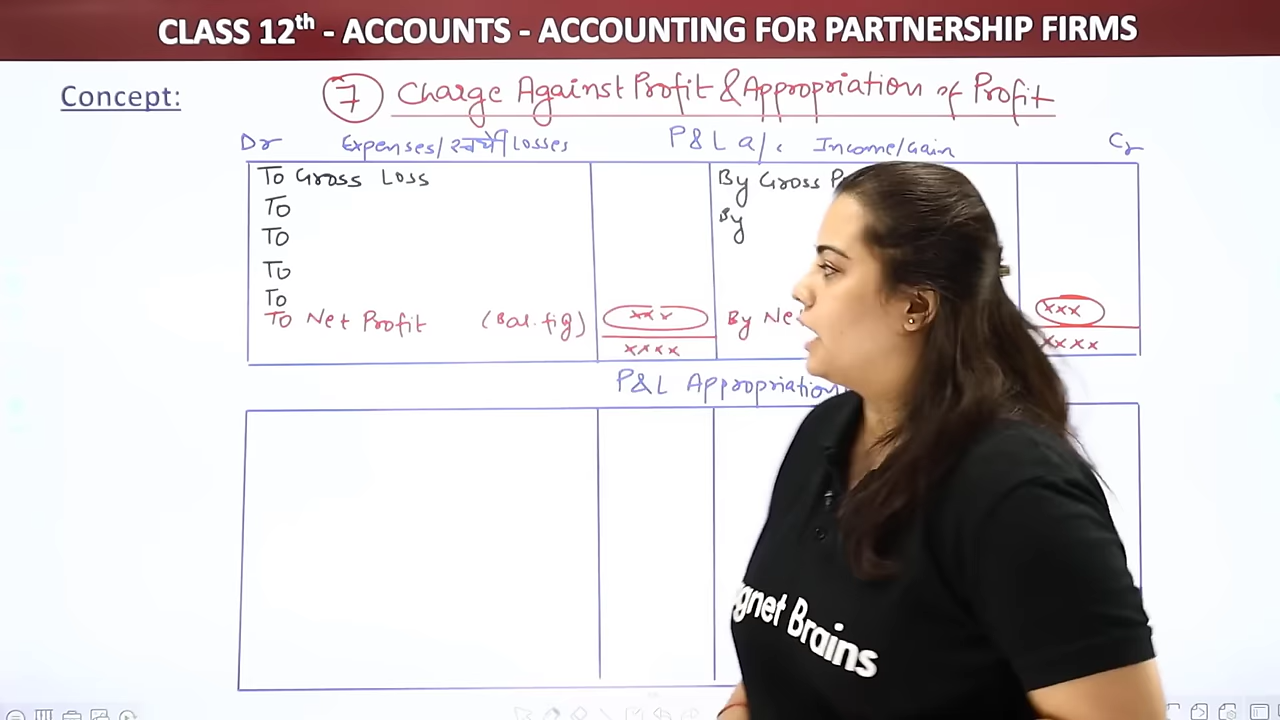 CLASS 12th - ACCOUNTS - ACCOUNTING FOR PARTNERSHIP FIRMS
Concept:
7 Charge Against Profit & Appropriation of Profit
Dr Expenses/खर्चे/Losses P&L a/c Income/Gain Cr
To Gross Loss By Gross P
To By
To
To
To
To Net Profit (Bal. fig) xxx By Ne xxx
xxxx xxxx
P&L Appropriation
gnet Brains